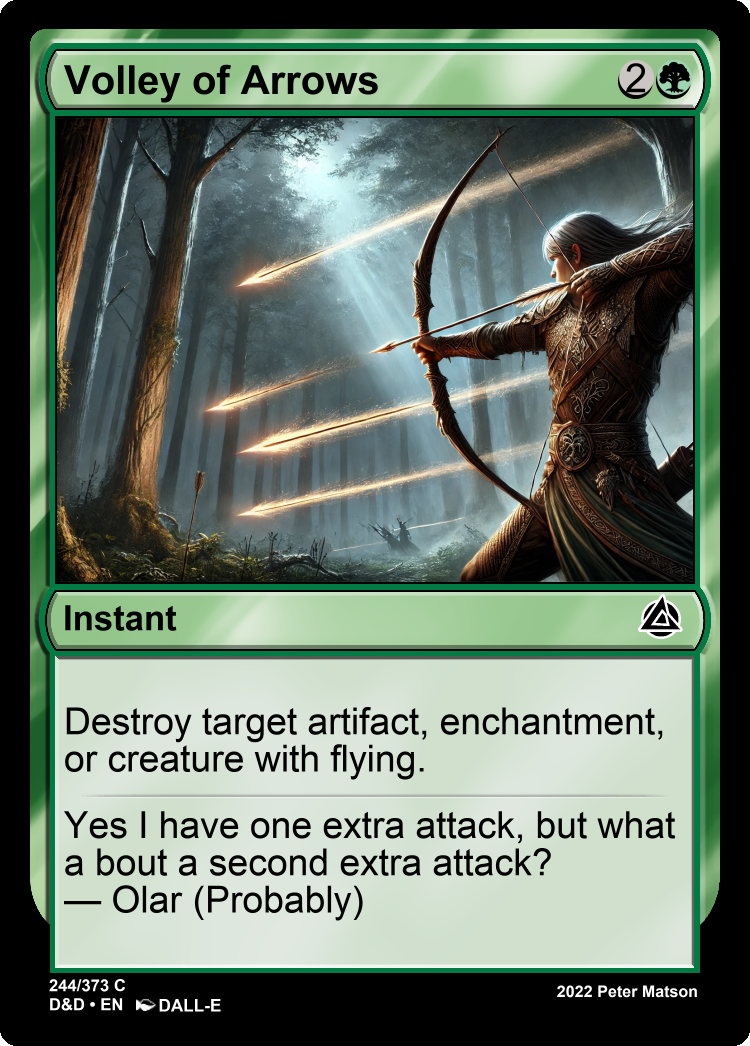 Volley of Arrows 2
Instant
Destroy target artifact, enchantment,
or creature with flying.
Yes I have one extra attack, but what
a bout a second extra attack?
— Olar (Probably)
244/373 C
D&D • EN DALL-E
2022 Peter Matson